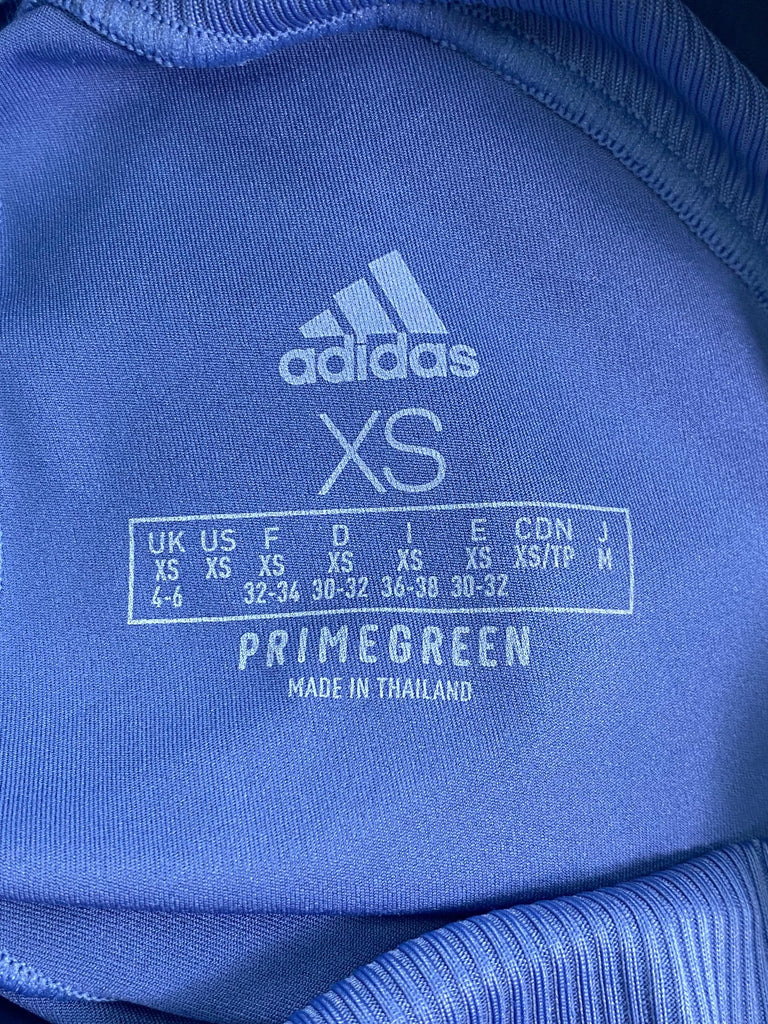 adidas
XS
UK US F D I E CDN J
XS XS XS XS XS XS XS/TP M
4-6 32-34 30-32 36-38 30-32
PRIMEGREEN
MADE IN THAILAND